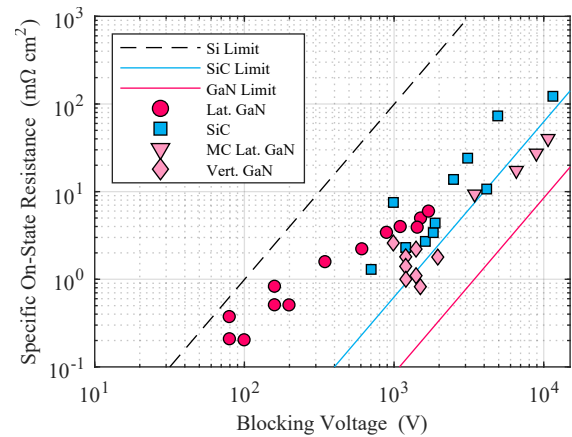 10^3
10^2
10^1
10^0
10^-1
Specific On-State Resistance (mΩ cm^2)
Si Limit
SiC Limit
GaN Limit
Lat. GaN
SiC
MC Lat. GaN
Vert. GaN
10^1 10^2 10^3 10^4
Blocking Voltage (V)